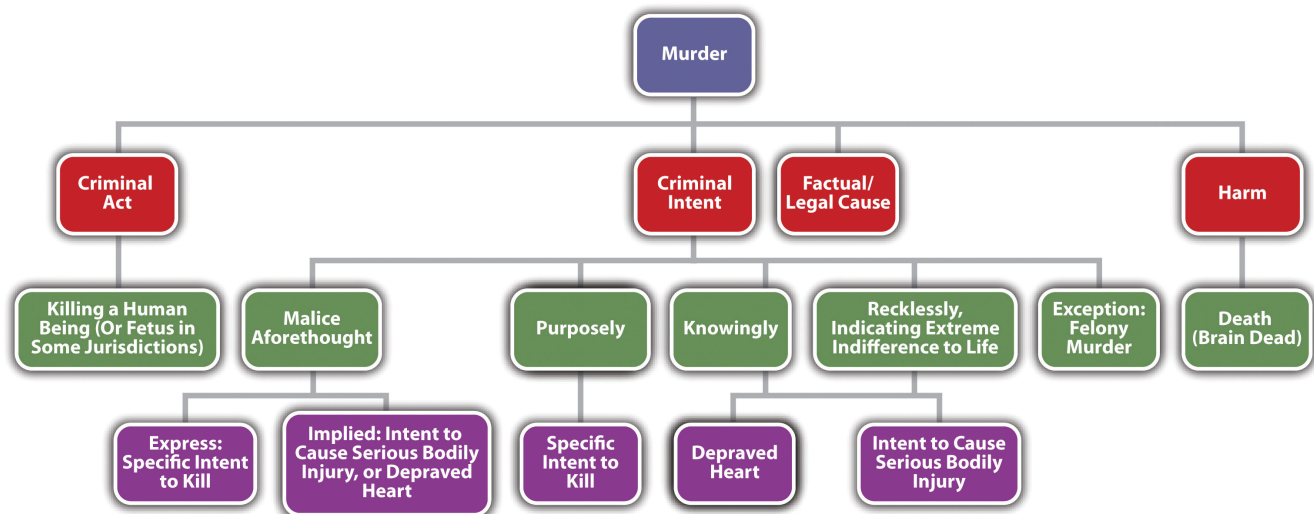 Murder
Criminal
Act
Criminal
Intent
Factual/
Legal Cause
Harm
Killing a Human
Being (Or Fetus in
Some Jurisdictions)
Malice
Aforethought
Purposely
Knowingly
Recklessly,
Indicating Extreme
Indifference to Life
Exception:
Felony
Murder
Death
(Brain Dead)
Express:
Specific Intent
to Kill
Implied: Intent to
Cause Serious Bodily
Injury, or Depraved
Heart
Specific
Intent to
Kill
Depraved
Heart
Intent to Cause
Serious Bodily
Injury